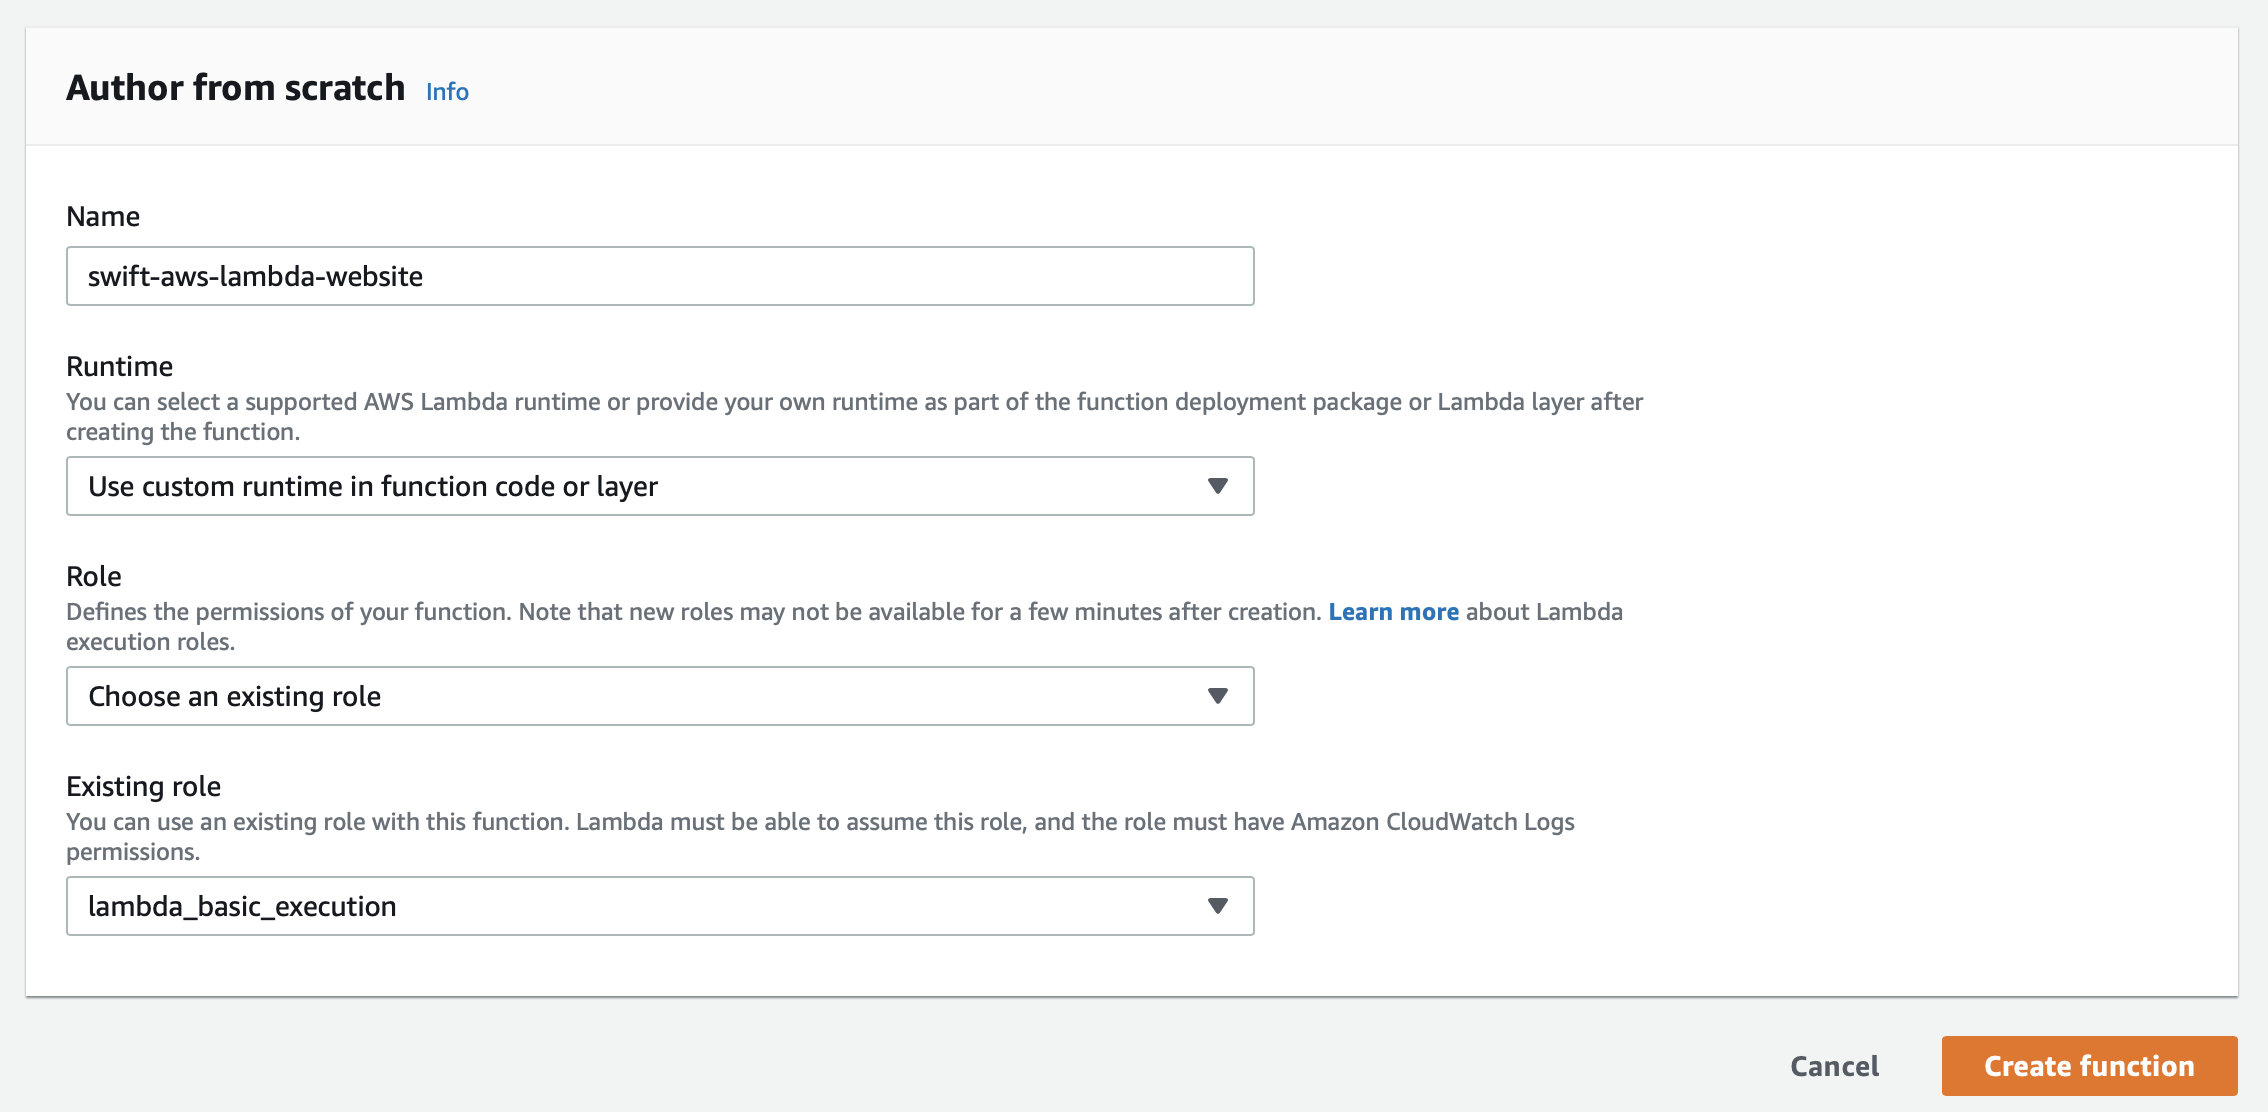 Author from scratch Info
Name
swift-aws-lambda-website
Runtime
You can select a supported AWS Lambda runtime or provide your own runtime as part of the function deployment package or Lambda layer after
creating the function.
Use custom runtime in function code or layer
Role
Defines the permissions of your function. Note that new roles may not be available for a few minutes after creation. Learn more about Lambda
execution roles.
Choose an existing role
Existing role
You can use an existing role with this function. Lambda must be able to assume this role, and the role must have Amazon CloudWatch Logs
permissions.
lambda_basic_execution
Cancel Create function